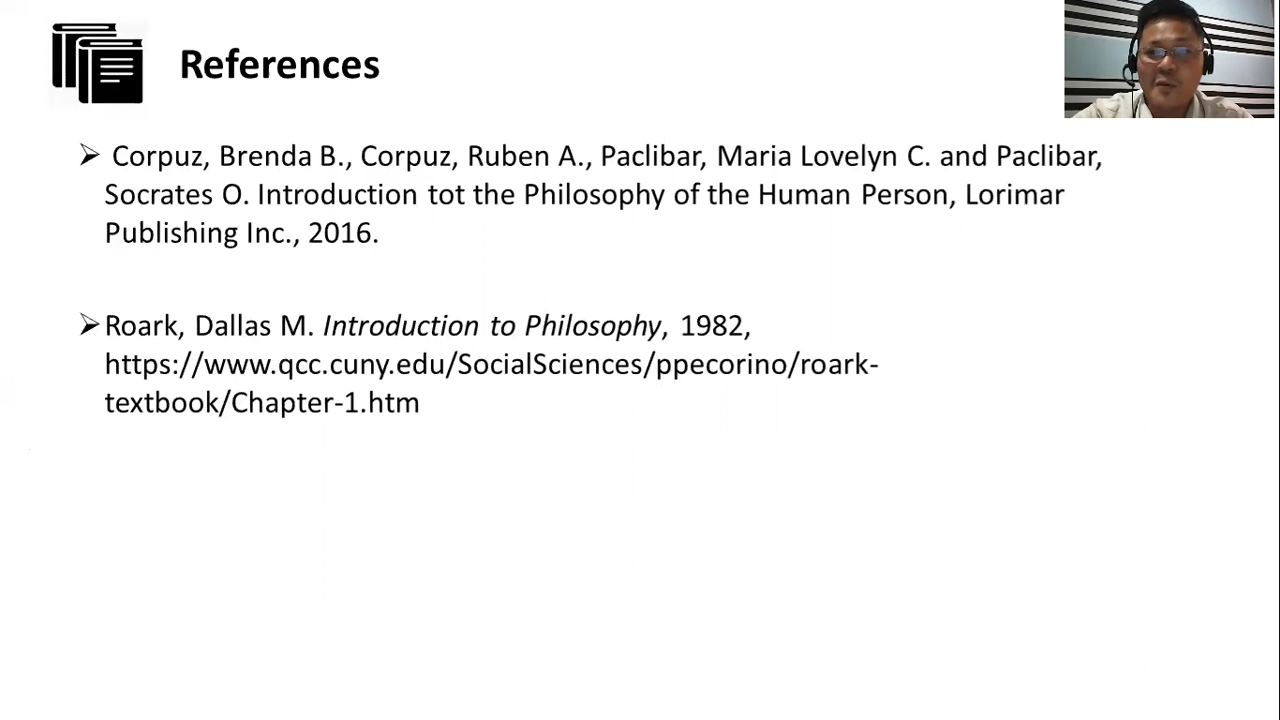 References
Corpuz, Brenda B., Corpuz, Ruben A., Paclibar, Maria Lovelyn C. and Paclibar,
Socrates O. Introduction tot the Philosophy of the Human Person, Lorimar
Publishing Inc., 2016.
Roark, Dallas M. Introduction to Philosophy, 1982,
https://www.qcc.cuny.edu/SocialSciences/ppecorino/roark-
textbook/Chapter-1.htm